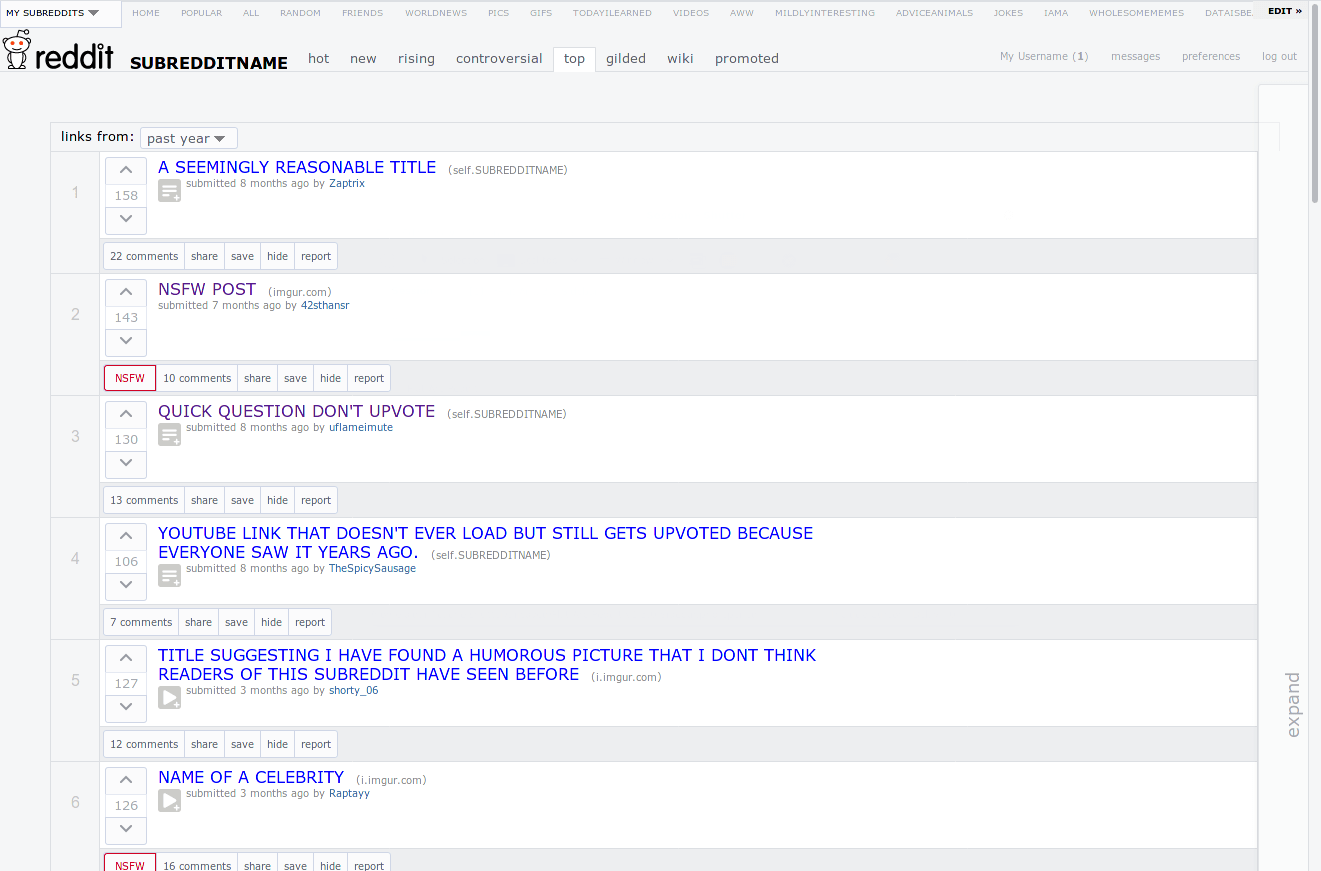 MY SUBREDDITS HOME POPULAR ALL RANDOM FRIENDS WORLDNEWS PICS GIFS TODAYILEARNED VIDEOS AWW MILDLYINTERESTING ADVICEANIMALS JOKES IAMA WHOLESOMEMEMES DATAISBE EDIT »
reddit SUBREDDITNAME hot new rising controversial top gilded wiki promoted My Username (1) messages preferences log out
links from: past year
1
158
A SEEMINGLY REASONABLE TITLE (self.SUBREDDITNAME)
submitted 8 months ago by Zaptrix
22 comments share save hide report
2
143
NSFW POST (imgur.com)
submitted 7 months ago by 42sthansr
NSFW 10 comments share save hide report
3
130
QUICK QUESTION DON'T UPVOTE (self.SUBREDDITNAME)
submitted 8 months ago by uflameimute
13 comments share save hide report
4
106
YOUTUBE LINK THAT DOESN'T EVER LOAD BUT STILL GETS UPVOTED BECAUSE
EVERYONE SAW IT YEARS AGO. (self.SUBREDDITNAME)
submitted 8 months ago by TheSpicySausage
7 comments share save hide report
5
127
TITLE SUGGESTING I HAVE FOUND A HUMOROUS PICTURE THAT I DONT THINK
READERS OF THIS SUBREDDIT HAVE SEEN BEFORE (i.imgur.com)
submitted 3 months ago by shorty_06
12 comments share save hide report
6
126
NAME OF A CELEBRITY (i.imgur.com)
submitted 3 months ago by Raptayy
NSFW 16 comments share save hide report
expand